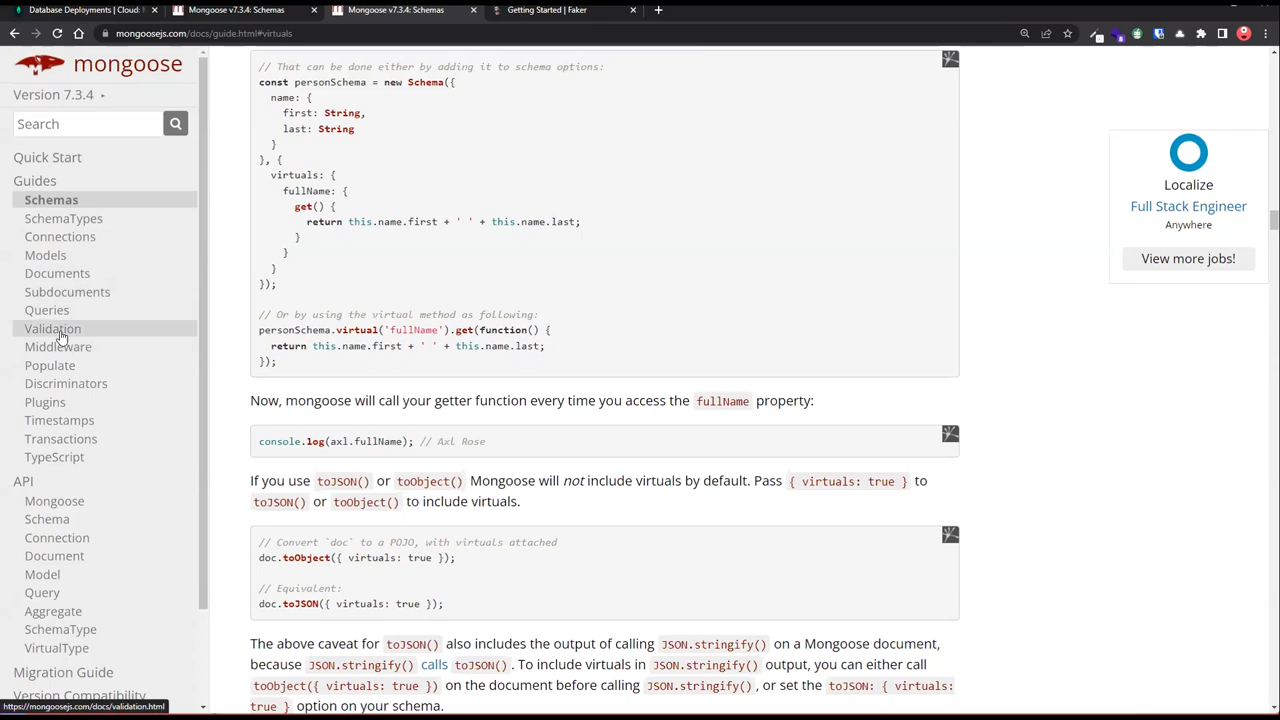 Database Deployments | Cloud: M
Mongoose v7.3.4: Schemas
Mongoose v7.3.4: Schemas
Getting Started | Faker
mongoosejs.com/docs/guide.html#virtuals
mongoose
Version 7.3.4
Search
Quick Start
Guides
Schemas
SchemaTypes
Connections
Models
Documents
Subdocuments
Queries
Validation
Middleware
Populate
Discriminators
Plugins
Timestamps
Transactions
TypeScript
API
Mongoose
Schema
Connection
Document
Model
Query
Aggregate
SchemaType
VirtualType
Migration Guide
Version Compatibility
https://mongoosejs.com/docs/validation.html
// That can be done either by adding it to schema options:
const personSchema = new Schema({
name: {
first: String,
last: String
}
}, {
virtuals: {
fullName: {
get() {
return this.name.first + ' ' + this.name.last;
}
}
}
});
// Or by using the virtual method as following:
personSchema.virtual('fullName').get(function() {
return this.name.first + ' ' + this.name.last;
});
Now, mongoose will call your getter function every time you access the fullName property:
console.log(axl.fullName); // Axl Rose
If you use toJSON() or toObject() Mongoose will not include virtuals by default. Pass { virtuals: true } to
toJSON() or toObject() to include virtuals.
// Convert `doc` to a POJO, with virtuals attached
doc.toObject({ virtuals: true });
// Equivalent:
doc.toJSON({ virtuals: true });
The above caveat for toJSON() also includes the output of calling JSON.stringify() on a Mongoose document,
because JSON.stringify() calls toJSON(). To include virtuals in JSON.stringify() output, you can either call
toObject({ virtuals: true }) on the document before calling JSON.stringify(), or set the toJSON: { virtuals:
true } option on your schema.
Localize
Full Stack Engineer
Anywhere
View more jobs!